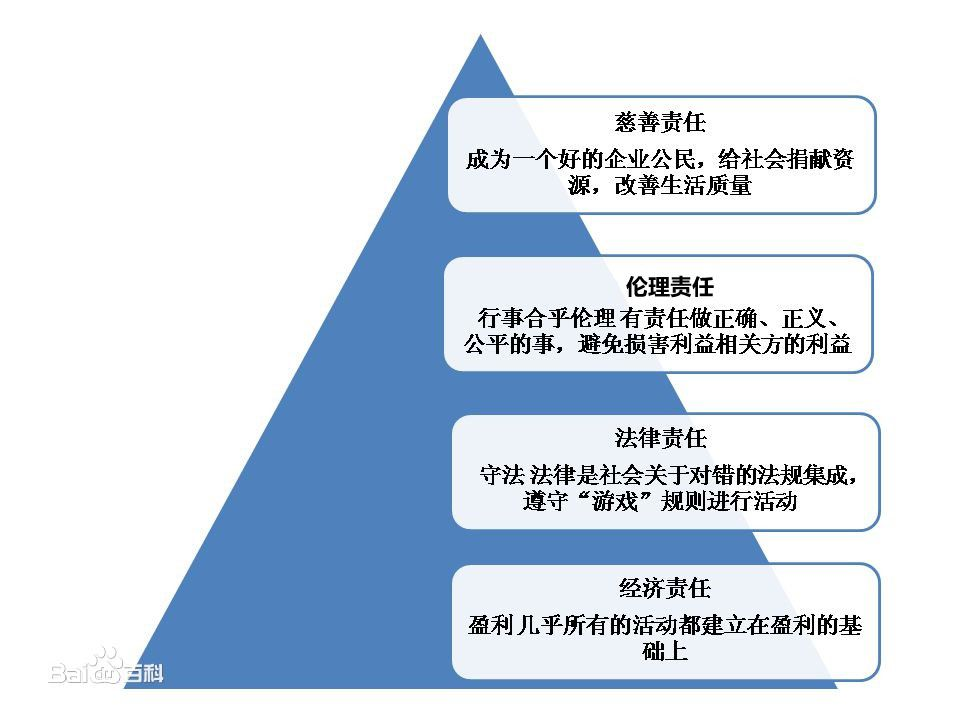 慈善责任
成为一个好的企业公民，给社会捐献资
源，改善生活质量
伦理责任
行事合乎伦理 有责任做正确、正义、
公平的事，避免损害利益相关方的利益
法律责任
守法 法律是社会关于对错的法规集成，
遵守“游戏”规则进行活动
经济责任
盈利 几乎所有的活动都建立在盈利的基
础上
Bai百科